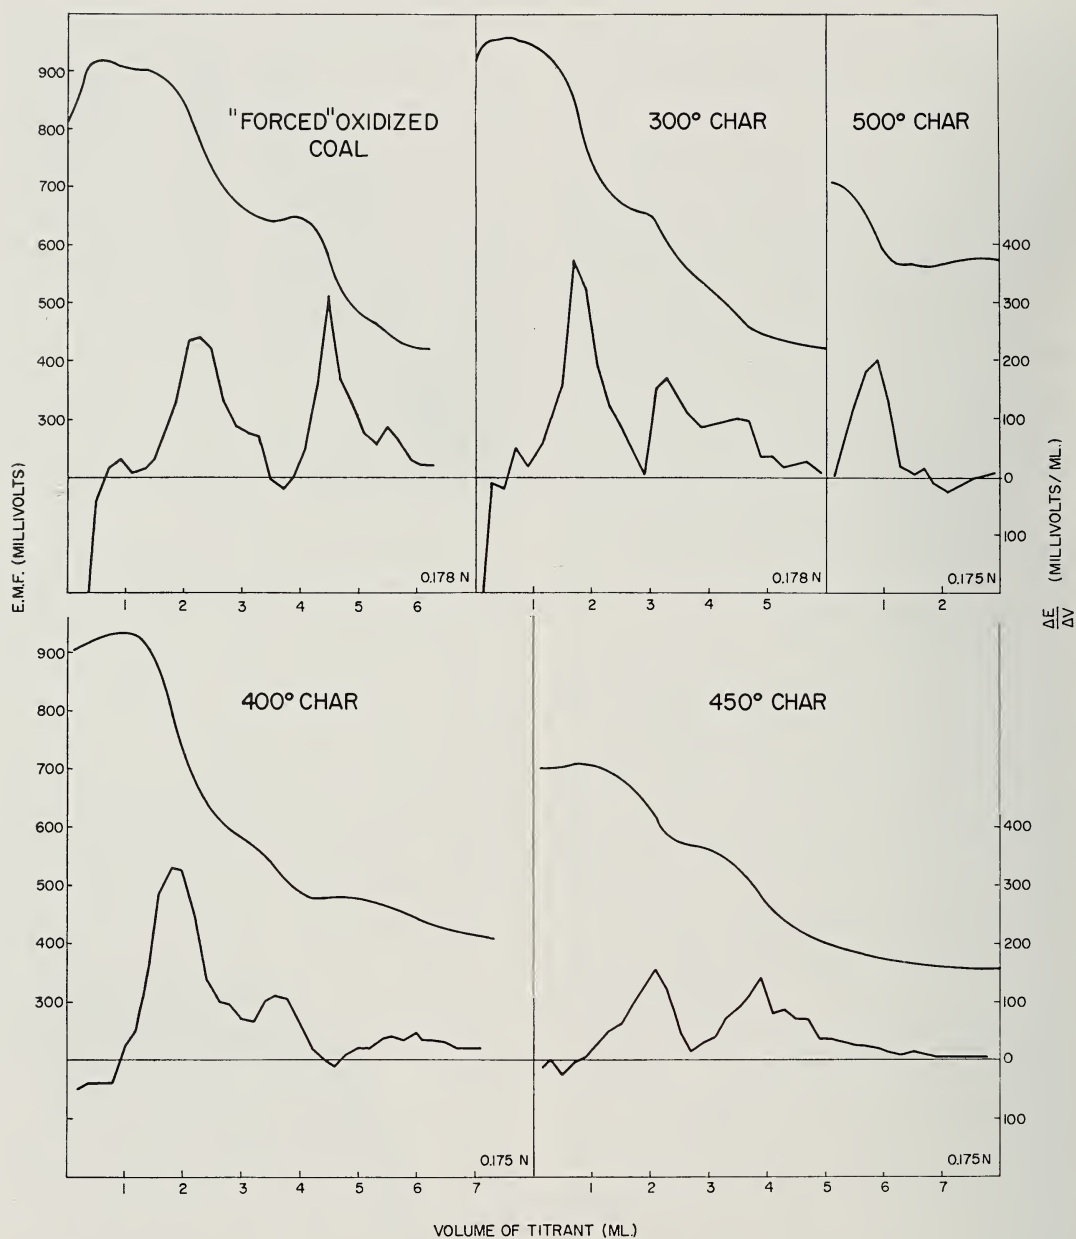 "FORCED" OXIDIZED
COAL
300° CHAR
500° CHAR
900
800
700
600
500
400
300
400
300
200
100
0
100
0.178 N
0.178 N
0.175 N
1 2 3 4 5 6
1 2 3 4 5
1 2
E.M.F. (MILLIVOLTS)
ΔE/ΔV (MILLIVOLTS/ML.)
400° CHAR
450° CHAR
900
800
700
600
500
400
300
400
300
200
100
0
100
0.175 N
0.175 N
1 2 3 4 5 6 7
1 2 3 4 5 6 7
VOLUME OF TITRANT (ML.)